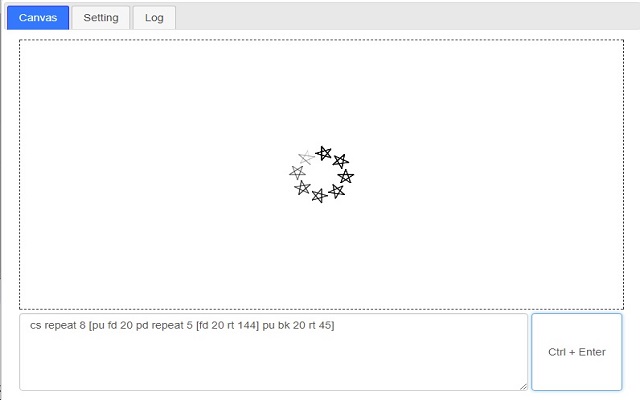 Canvas
Setting
Log
cs repeat 8 [pu fd 20 pd repeat 5 [fd 20 rt 144] pu bk 20 rt 45]
Ctrl + Enter